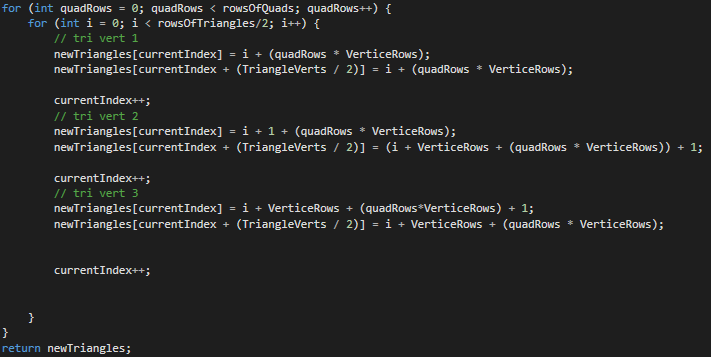 for (int quadRows = 0; quadRows < rowsOfQuads; quadRows++) {
for (int i = 0; i < rowsOfTriangles/2; i++) {
// tri vert 1
newTriangles[currentIndex] = i + (quadRows * VerticeRows);
newTriangles[currentIndex + (TriangleVerts / 2)] = i + (quadRows * VerticeRows);
currentIndex++;
// tri vert 2
newTriangles[currentIndex] = i + 1 + (quadRows * VerticeRows);
newTriangles[currentIndex + (TriangleVerts / 2)] = (i + VerticeRows + (quadRows * VerticeRows)) + 1;
currentIndex++;
// tri vert 3
newTriangles[currentIndex] = i + VerticeRows + (quadRows*VerticeRows) + 1;
newTriangles[currentIndex + (TriangleVerts / 2)] = i + VerticeRows + (quadRows * VerticeRows);
currentIndex++;
}
}
return newTriangles;